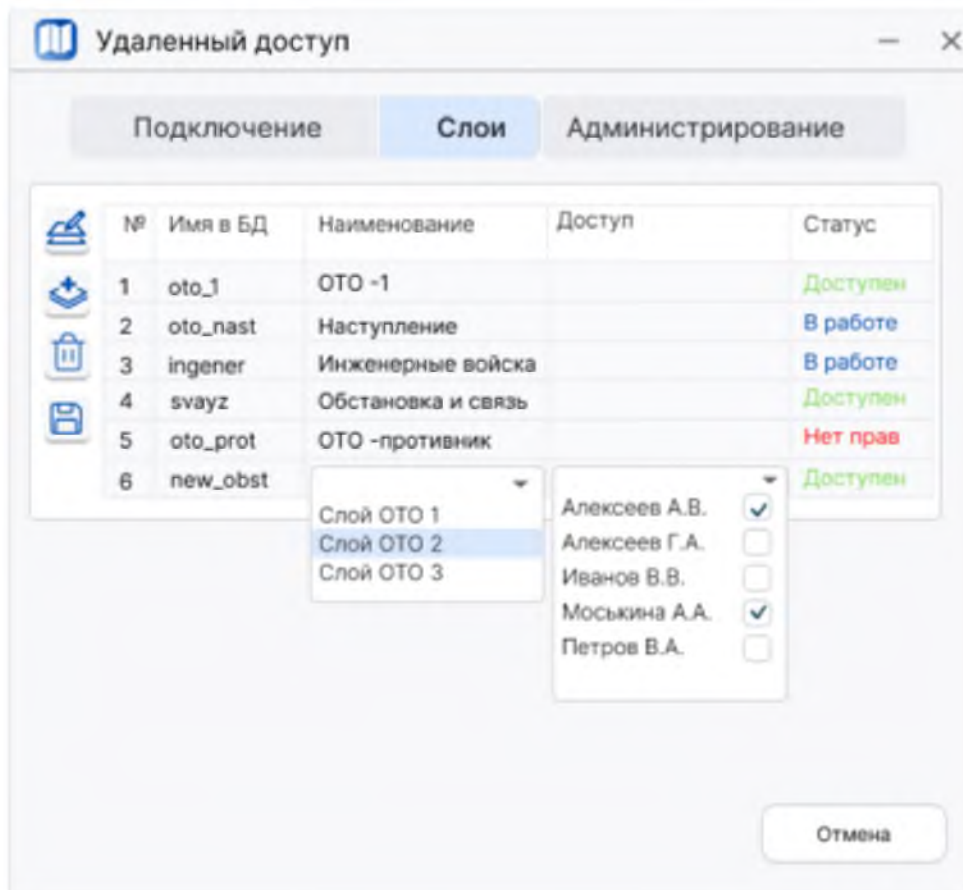 Удаленный доступ
Подключение Слои Администрирование
№ Имя в БД Наименование Доступ Статус
1 oto_1 ОТО -1 Доступен
2 oto_nast Наступление В работе
3 ingener Инженерные войска В работе
4 svayz Обстановка и связь Доступен
5 oto_prot ОТО -противник Нет прав
6 new_obst Доступен
Слой ОТО 1
Слой ОТО 2
Слой ОТО 3
Алексеев А.В.
Алексеев Г.А.
Иванов В.В.
Моськина А.А.
Петров В.А.
Отмена